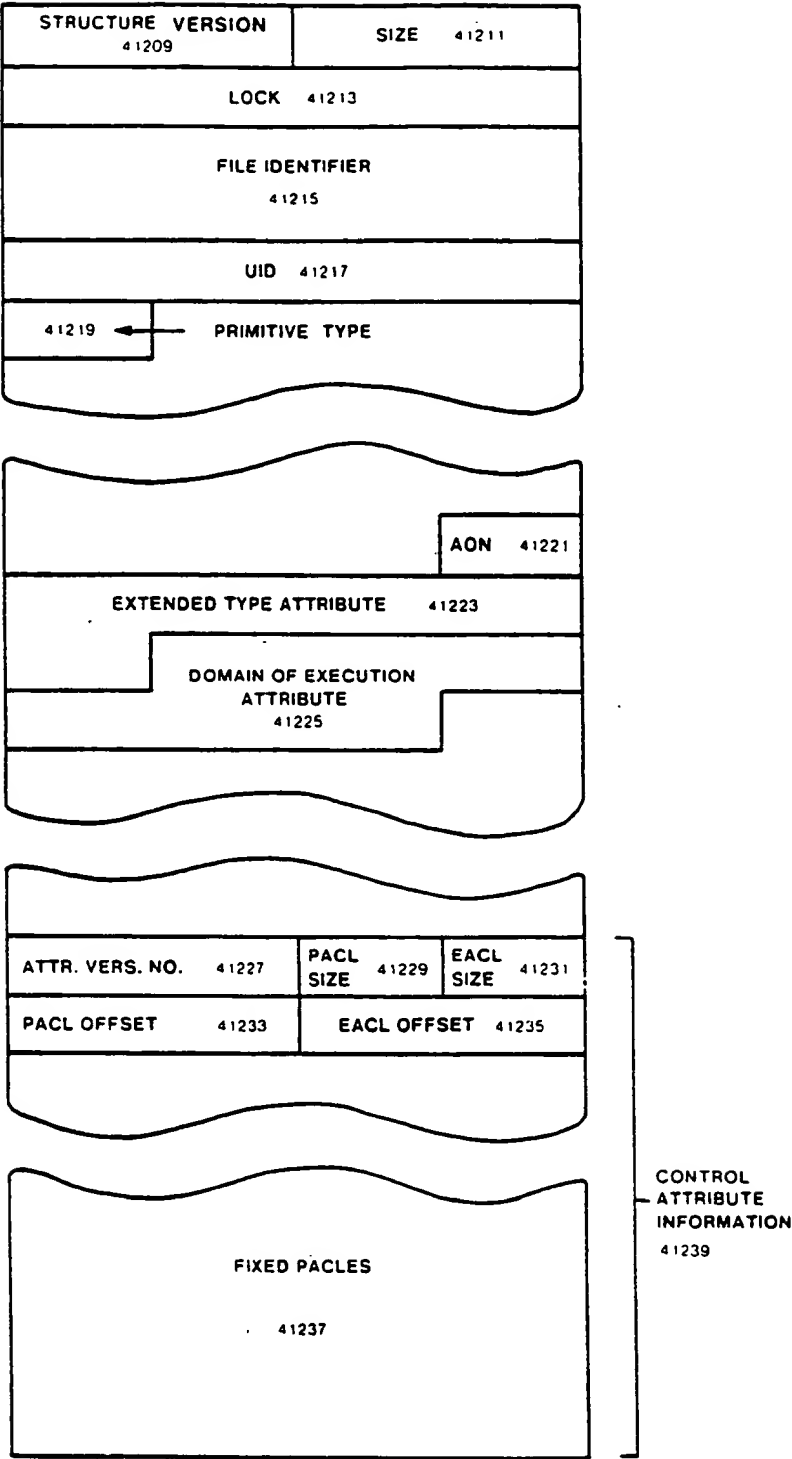 STRUCTURE VERSION
41209
SIZE 41211
LOCK 41213
FILE IDENTIFIER
41215
UID 41217
41219 PRIMITIVE TYPE
AON 41221
EXTENDED TYPE ATTRIBUTE 41223
DOMAIN OF EXECUTION
ATTRIBUTE
41225
ATTR. VERS. NO. 41227
PACL
SIZE 41229
EACL
SIZE 41231
PACL OFFSET 41233
EACL OFFSET 41235
CONTROL
ATTRIBUTE
INFORMATION
41239
FIXED PACLES
41237